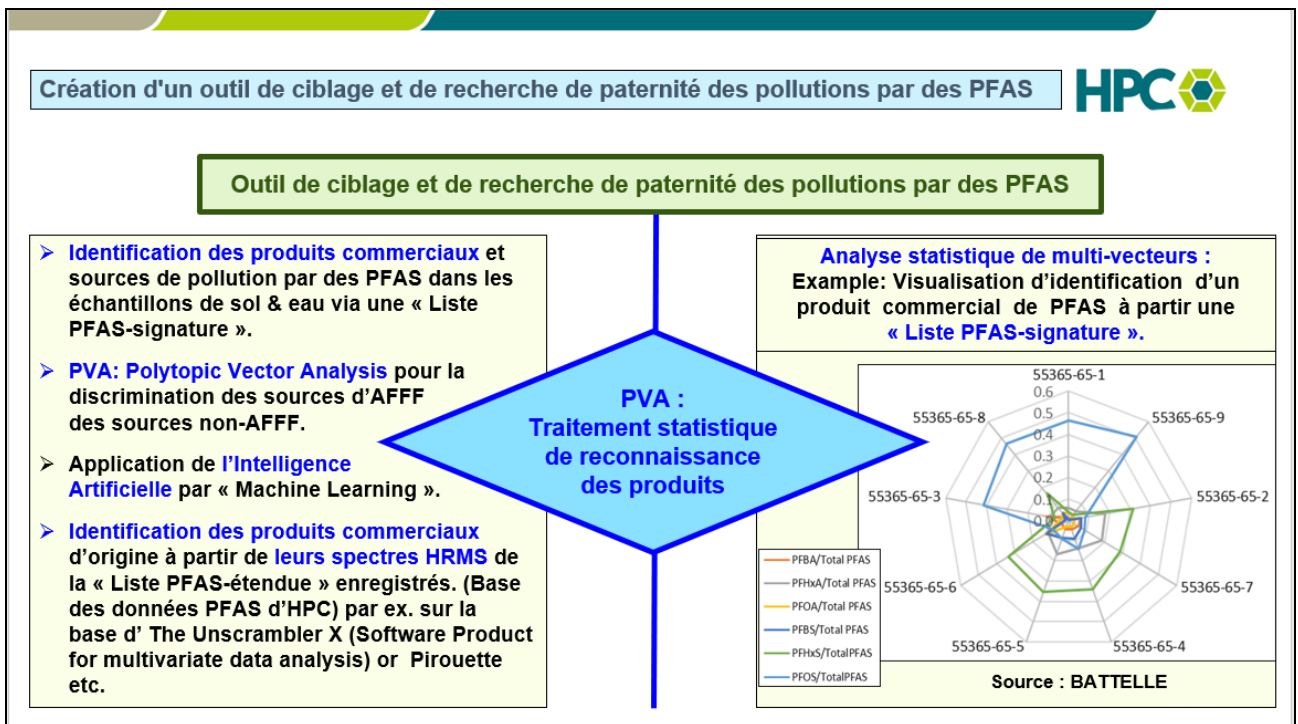 Création d'un outil de ciblage et de recherche de paternité des pollutions par des PFAS
HPC
Outil de ciblage et de recherche de paternité des pollutions par des PFAS
➢ Identification des produits commerciaux et
sources de pollution par des PFAS dans les
échantillons de sol & eau via une « Liste
PFAS-signature ».
➢ PVA: Polytopic Vector Analysis pour la
discrimination des sources d'AFFF
des sources non-AFFF.
➢ Application de l'Intelligence
Artificielle par « Machine Learning ».
➢ Identification des produits commerciaux
d'origine à partir de leurs spectres HRMS de
la « Liste PFAS-étendue » enregistrés. (Base
des données PFAS d'HPC) par ex. sur la
base d' The Unscrambler X (Software Product
for multivariate data analysis) or Pirouette
etc.
PVA :
Traitement statistique
de reconnaissance
des produits
Analyse statistique de multi-vecteurs :
Example: Visualisation d'identification d'un
produit commercial de PFAS à partir une
« Liste PFAS-signature ».
55365-65-1
55365-65-9
55365-65-2
55365-65-7
55365-65-4
55365-65-5
55365-65-6
55365-65-3
55365-65-8
0.6
0.5
0.4
0.3
0.2
0.1
PFBA/Total PFAS
PFHxA/Total PFAS
PFOA/Total PFAS
PFBS/Total PFAS
PFHxS/TotalPFAS
PFOS/TotalPFAS
Source : BATTELLE